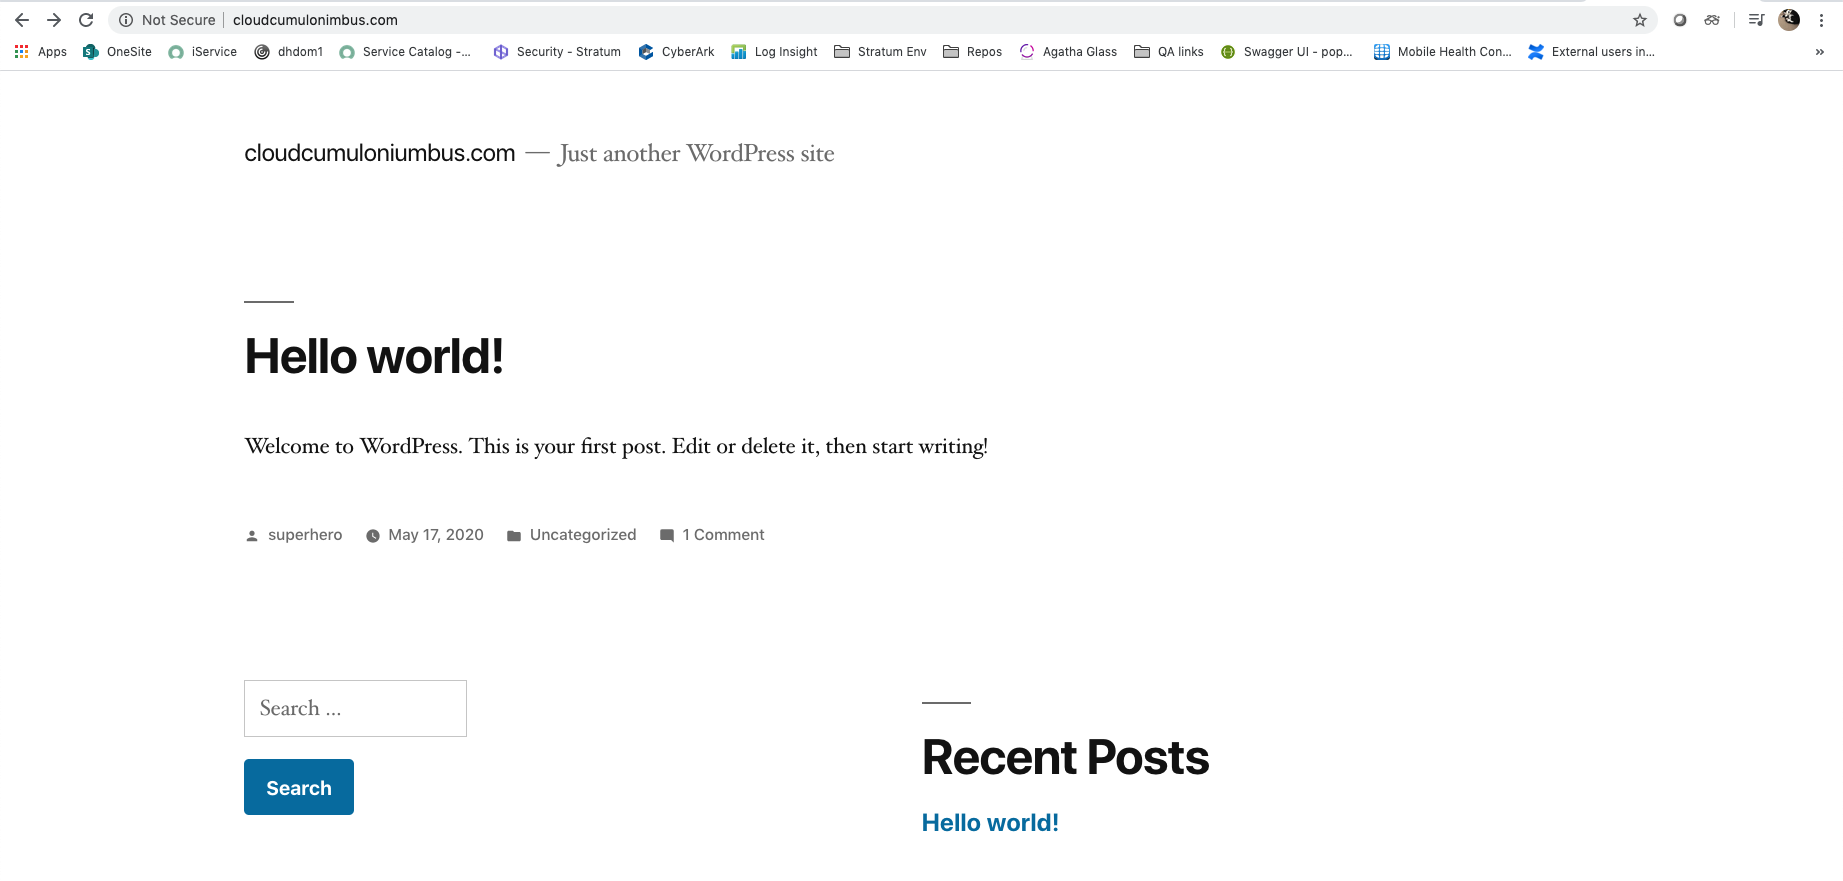 Not Secure | cloudcumulonimbus.com
Apps OneSite iService dhdom1 Service Catalog -... Security - Stratum CyberArk Log Insight Stratum Env Repos Agatha Glass QA links Swagger UI - pop... Mobile Health Con... External users in... »
cloudcumuloniumbus.com — Just another WordPress site
Hello world!
Welcome to WordPress. This is your first post. Edit or delete it, then start writing!
superhero May 17, 2020 Uncategorized 1 Comment
Search ...
Search
Recent Posts
Hello world!